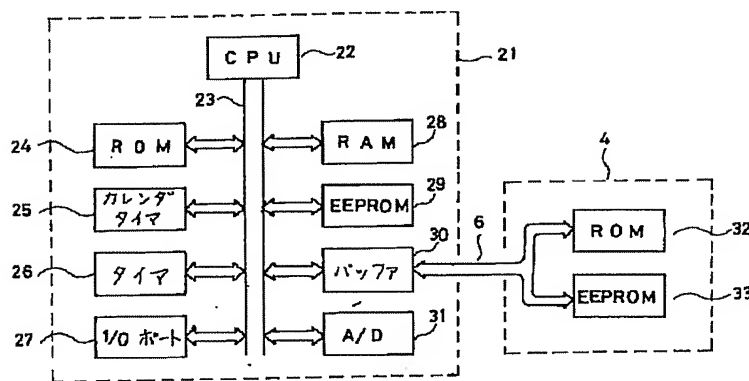 CPU
22
21
23
24
ROM
RAM
28
4
25
カレンダ
タイマ
EEPROM
29
30
6
ROM
32
26
タイマ
バッファ
27
I/Oポート
A/D
31
EEPROM
33